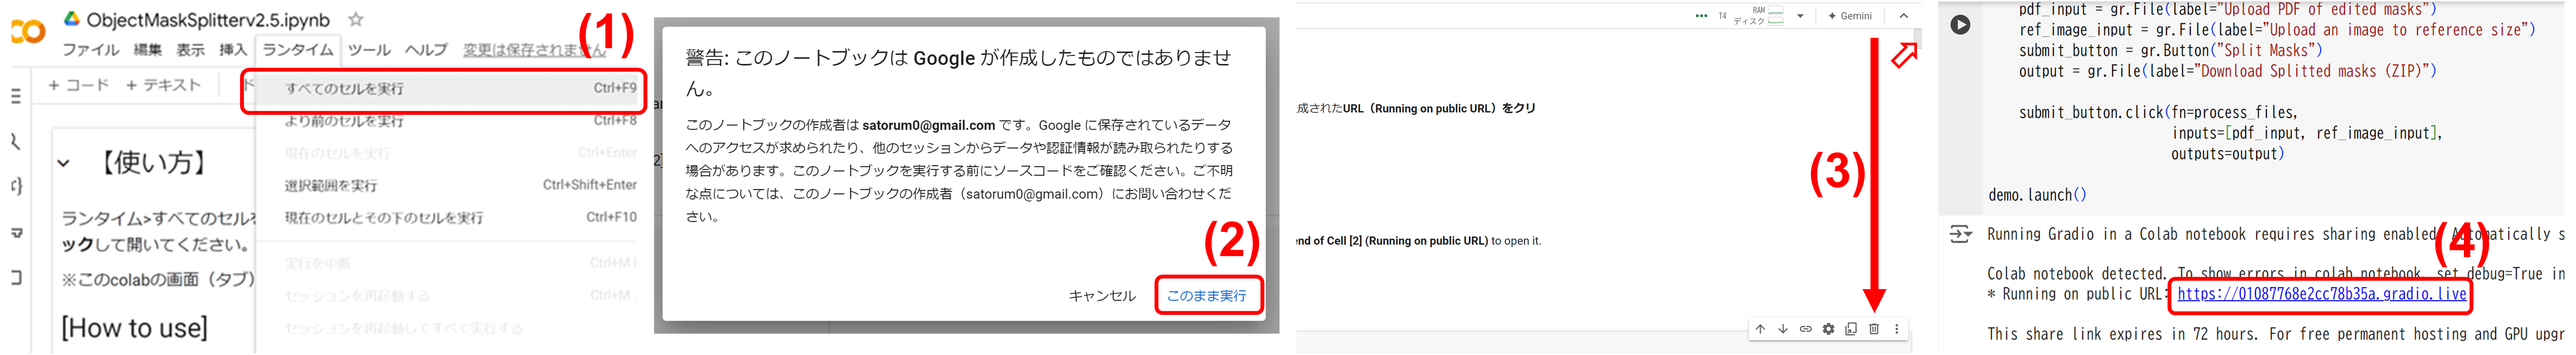 CO
ObjectMaskSplitterv2.5.ipynb
ファイル 編集 表示 挿入 ランタイム ツール ヘルプ 変更は保存されません
(1)
+ コード + テキスト
すべてのセルを実行 Ctrl+F9
より前のセルを実行 Ctrl+F8
現在のセルを実行 Ctrl+Enter
選択範囲を実行 Ctrl+Shift+Enter
現在のセルとその下のセルを実行 Ctrl+F10
実行を中断 Ctrl+M I
セッションを再起動する Ctrl+M .
セッションを再起動してすべて実行する
【使い方】
ランタイム>すべてのセルを
ックして開いてください。
※このcolabの画面（タブ）
[How to use]
警告: このノートブックは Google が作成したものではありませ
ん。
このノートブックの作成者は satorum0@gmail.com です。Google に保存されているデータ
へのアクセスが求められたり、他のセッションからデータや認証情報が読み取られたりする
場合があります。このノートブックを実行する前にソースコードをご確認ください。ご不明
な点については、このノートブックの作成者（satorum0@gmail.com）にお問い合わせくだ
さい。
(2)
キャンセル このまま実行
T4 RAM
ディスク
Gemini
成されたURL（Running on public URL）をクリ
(3)
end of Cell [2] (Running on public URL) to open it.
pdf_input = gr.File(label="Upload PDF of edited masks")
ref_image_input = gr.File(label="Upload an image to reference size")
submit_button = gr.Button("Split Masks")
output = gr.File(label="Download Splitted masks (ZIP)")
submit_button.click(fn=process_files,
inputs=[pdf_input, ref_image_input],
outputs=output)
demo.launch()
Running Gradio in a Colab notebook requires sharing enabled. Automatically s
(4)
Colab notebook detected. To show errors in colab notebook, set debug=True in
* Running on public URL: https://01087768e2cc78b35a.gradio.live
This share link expires in 72 hours. For free permanent hosting and GPU upgr